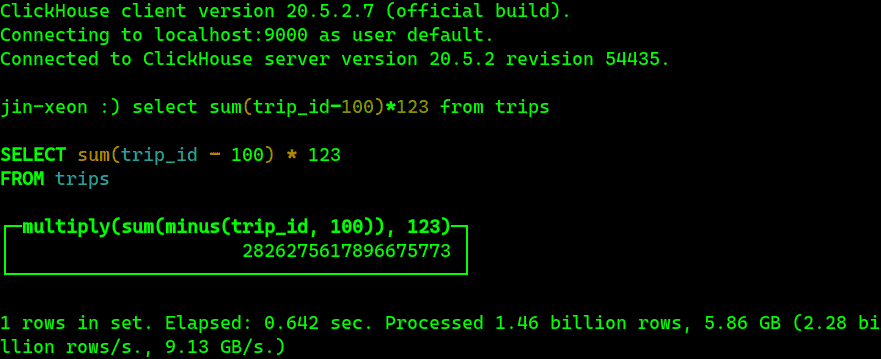 ClickHouse client version 20.5.2.7 (official build).
Connecting to localhost:9000 as user default.
Connected to ClickHouse server version 20.5.2 revision 54435.
jin-xeon :) select sum(trip_id-100)*123 from trips
SELECT sum(trip_id - 100) * 123
FROM trips
multiply(sum(minus(trip_id, 100)), 123)
2826275617896675773
1 rows in set. Elapsed: 0.642 sec. Processed 1.46 billion rows, 5.86 GB (2.28 bi
llion rows/s., 9.13 GB/s.)